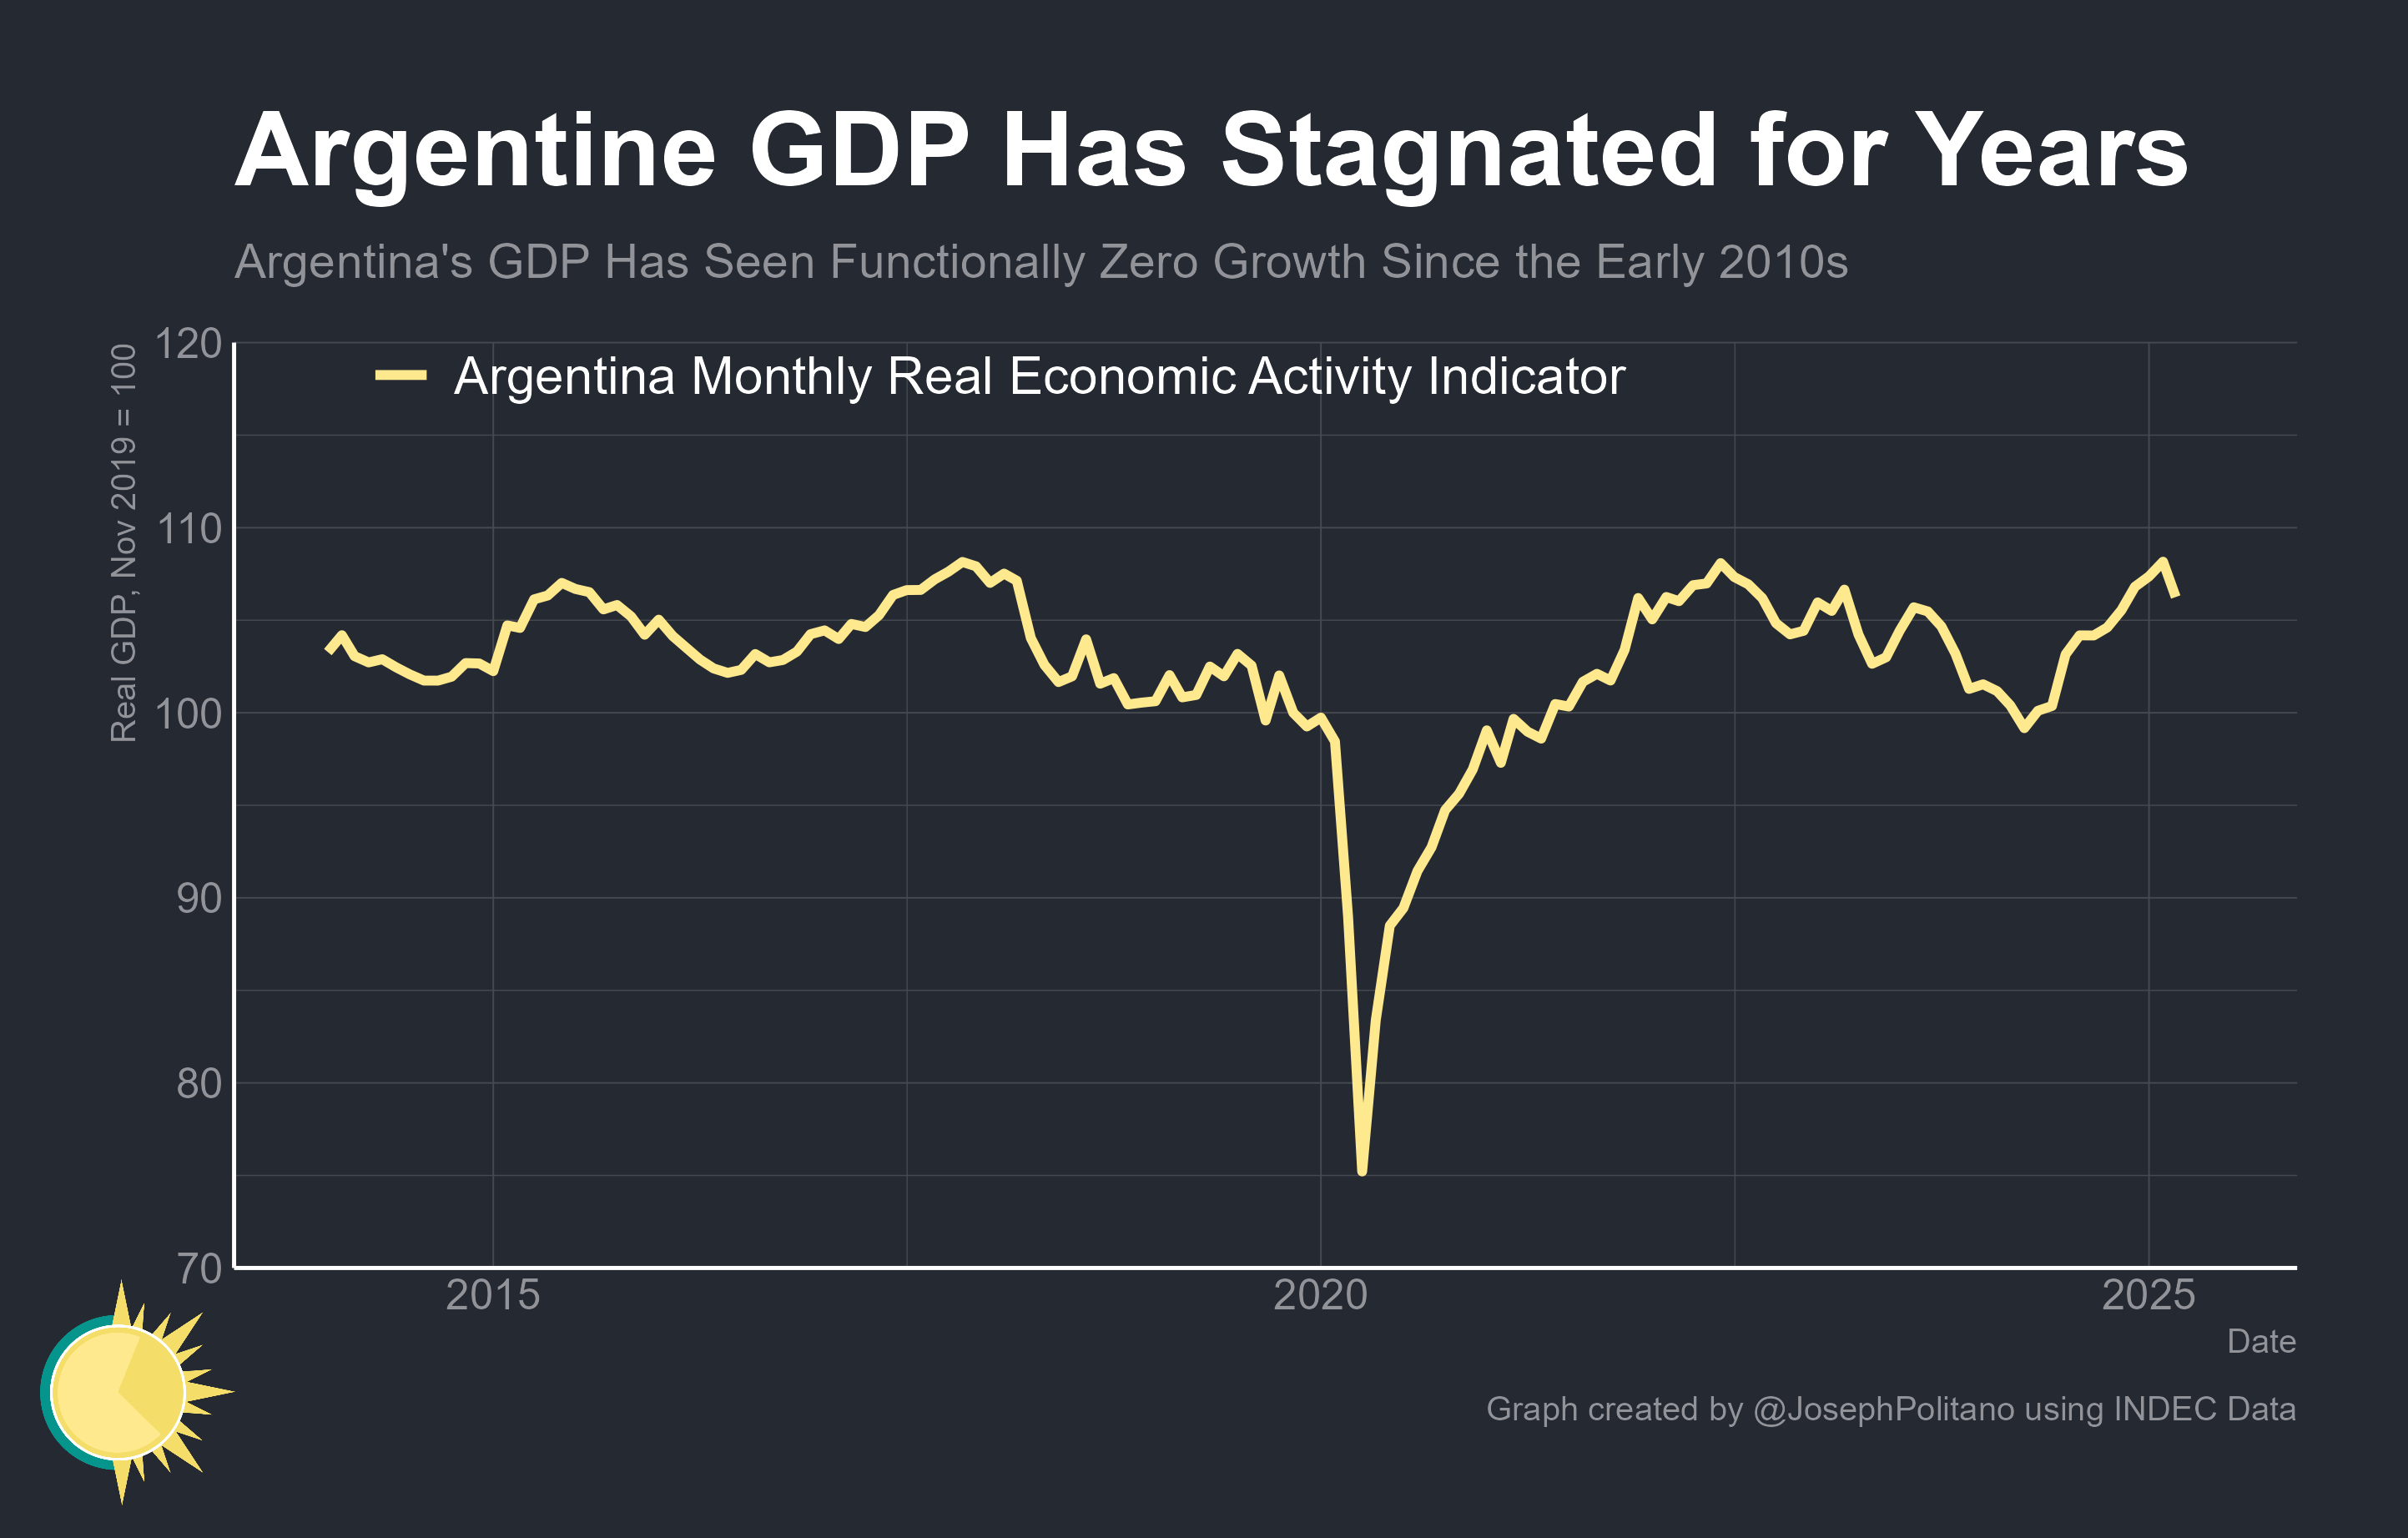 Argentine GDP Has Stagnated for Years
Argentina's GDP Has Seen Functionally Zero Growth Since the Early 2010s
Real GDP, Nov 2019 = 100
120
110
100
90
80
70
Argentina Monthly Real Economic Activity Indicator
2015
2020
2025
Date
Graph created by @JosephPolitano using INDEC Data